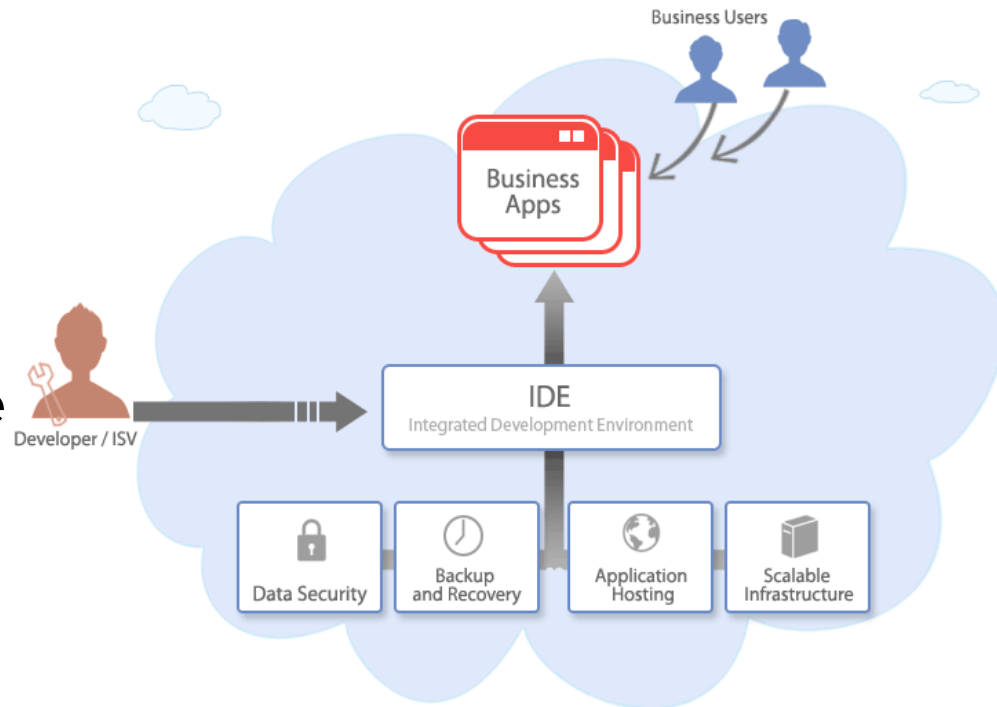 Business Users
Business
Apps
IDE
Integrated Development Environment
e
Developer / ISV
Data Security
Backup
and Recovery
Application
Hosting
Scalable
Infrastructure